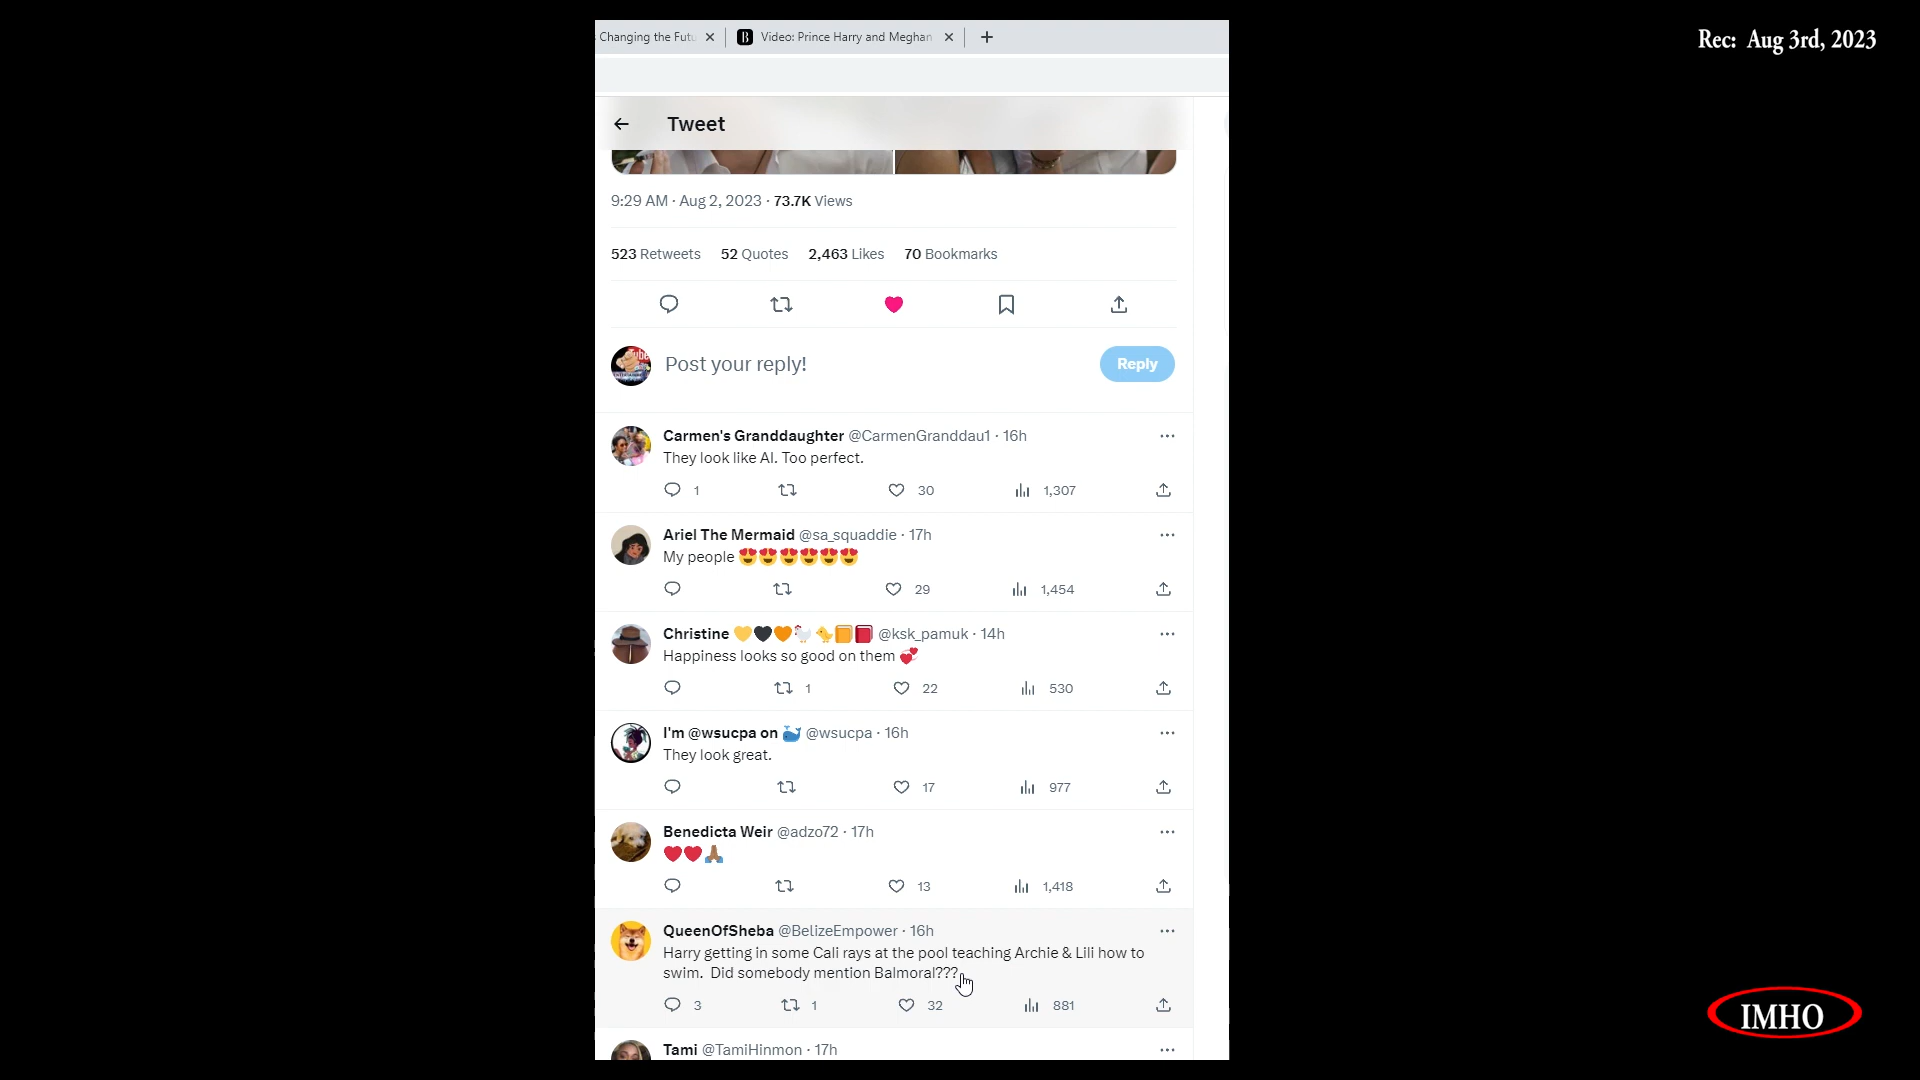 Changing the Futu
Video: Prince Harry and Meghan
Rec: Aug 3rd, 2023
Tweet
9:29 AM · Aug 2, 2023 · 73.7K Views
523 Retweets 52 Quotes 2,463 Likes 70 Bookmarks
Post your reply!
Reply
Carmen's Granddaughter @CarmenGranddau1 · 16h
They look like AI. Too perfect.
1 30 1,307
Ariel The Mermaid @sa_squaddie · 17h
My people 😍😍😍😍😍😍
29 1,454
Christine 💛🖤🧡🐓🐤📙📕 @ksk_pamuk · 14h
Happiness looks so good on them 💞
1 22 530
I'm @wsucpa on 🐳 @wsucpa · 16h
They look great.
17 977
Benedicta Weir @adzo72 · 17h
❤️❤️🙏🏾
13 1,418
QueenOfSheba @BelizeEmpower · 16h
Harry getting in some Cali rays at the pool teaching Archie & Lili how to
swim. Did somebody mention Balmoral???
3 1 32 881
Tami @TamiHinmon · 17h
IMHO